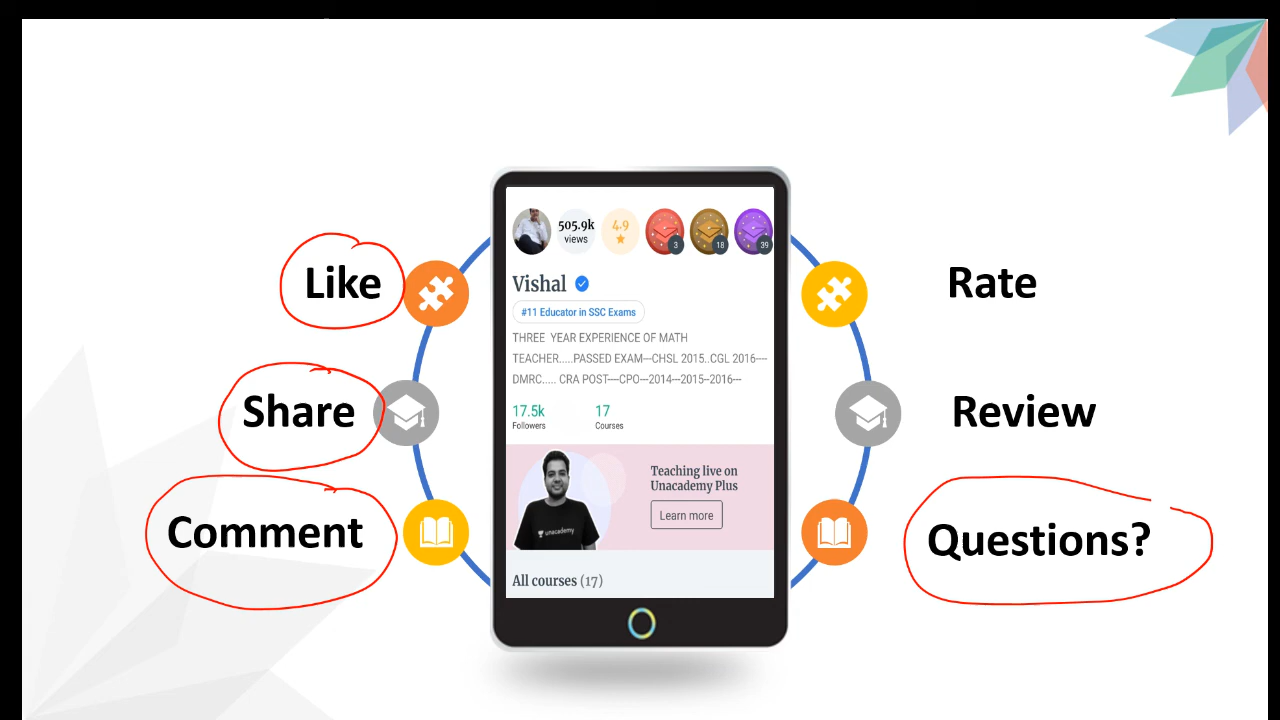 Like
Share
Comment
505.9k
views
4.9
3
18
39
Vishal
#11 Educator in SSC Exams
THREE YEAR EXPERIENCE OF MATH
TEACHER.....PASSED EXAM---CHSL 2015..CGL 2016----
DMRC..... CRA POST----CPO---2014---2015--2016---
17.5k
Followers
17
Courses
unacademy
Teaching live on
Unacademy Plus
Learn more
All courses (17)
Rate
Review
Questions?